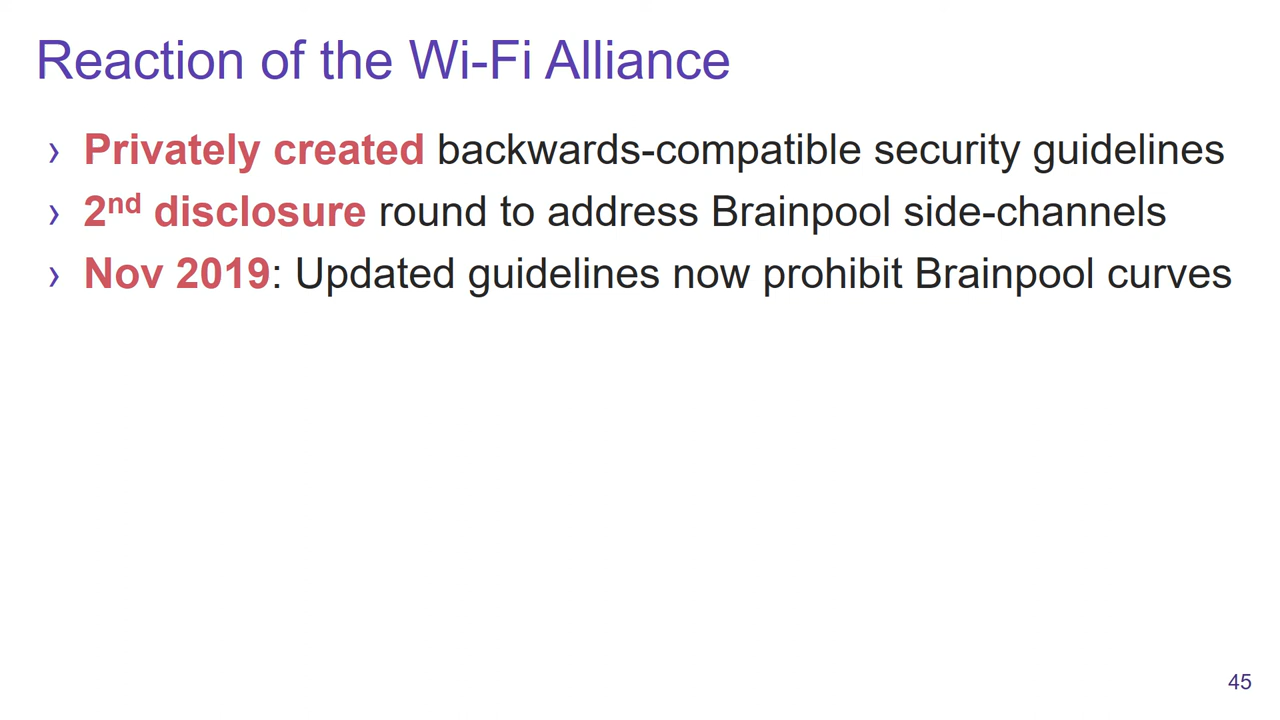 Reaction of the Wi-Fi Alliance
› Privately created backwards-compatible security guidelines
› 2nd disclosure round to address Brainpool side-channels
› Nov 2019: Updated guidelines now prohibit Brainpool curves
45